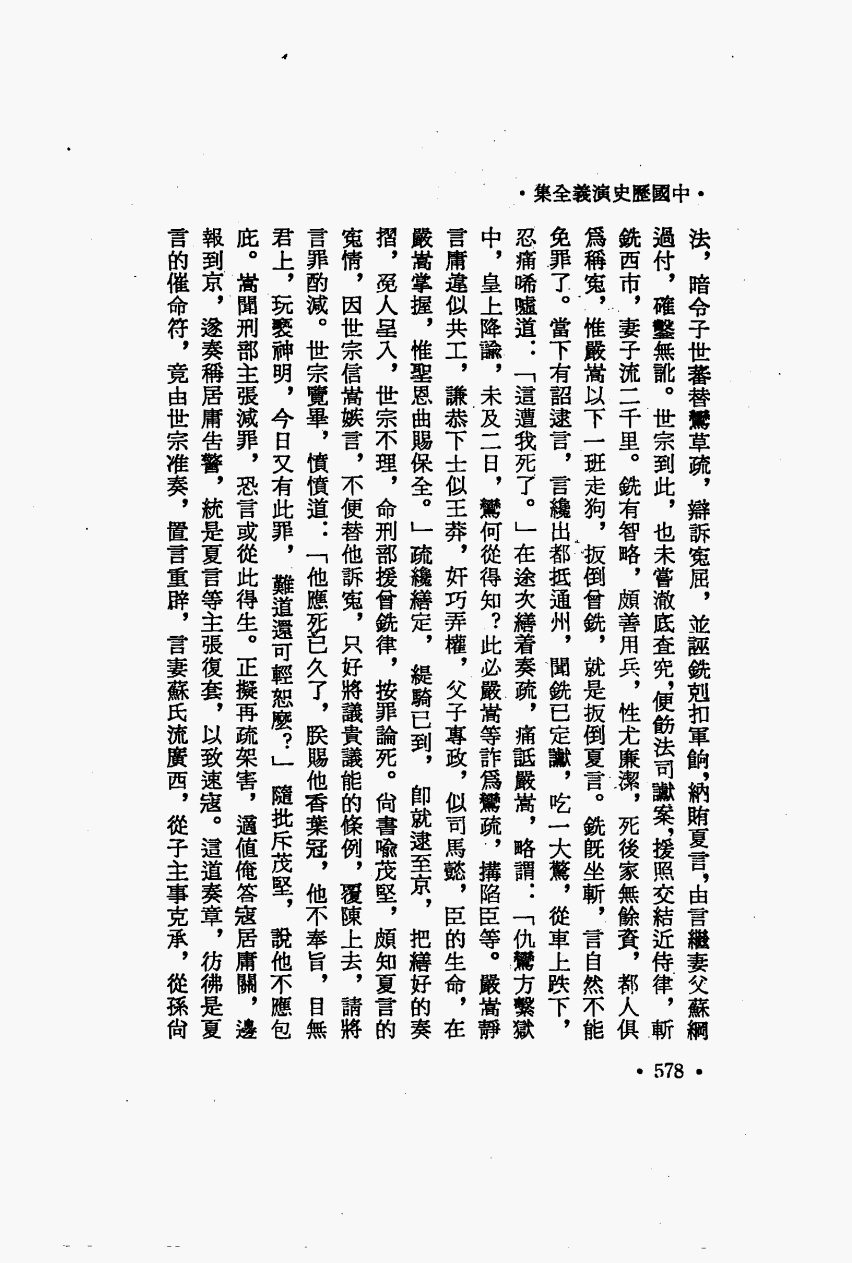 ·中國歷史演義全集·
法，暗令子世蕃替鸞草疏，辯訴寃屈，並誣銑剋扣軍餉，納賄夏言，由言繼妻父蘇綱
過付，確鑿無訛。世宗到此，也未嘗澈底査究，便飭法司讞案，援照交結近侍律，斬
銑西市，妻子流二千里。銑有智略，頗善用兵，性尤廉潔，死後家無餘資，都人俱
爲稱寃，惟嚴嵩以下一班走狗，扳倒曾銑，就是扳倒夏言。銑旣坐斬，言自然不能
免罪了。當下有詔逮言，言纔出都抵通州，聞銑已定讞，吃一大驚，從車上跌下，
忍痛唏噓道：「這遭我死了。」在途次繕着奏疏，痛詆嚴嵩，略謂：「仇鸞方繫獄
中，皇上降諭，未及二日，鸞何從得知？此必嚴嵩等詐爲鸞疏，搆陷臣等。嚴嵩靜
言庸違似共工，謙恭下士似王莽，奸巧弄權，父子專政，似司馬懿，臣的生命，在
嚴嵩掌握，惟聖恩曲賜保全。」疏纔繕定，緹騎已到，卽就逮至京，把繕好的奏
摺，宛人呈入，世宗不理，命刑部援曾銑律，按罪論死。尙書喩茂堅，頗知夏言的
寃情，因世宗信嵩嫉言，不便替他訴寃，只好將議貴議能的條例，覆陳上去，請將
言罪酌減。世宗覽畢，憤憤道：「他應死已久了，朕賜他香葉冠，他不奉旨，目無
君上，玩褻神明，今日又有此罪，難道還可輕恕麼？」隨批斥茂堅，說他不應包
庇。嵩聞刑部主張減罪，恐言或從此得生。正擬再疏架害，適値俺答寇居庸關，邊
報到京，遂奏稱居庸告警，統是夏言等主張復套，以致速寇。這道奏章，彷彿是夏
言的催命符，竟由世宗准奏，置言重辟，言妻蘇氏流廣西，從子主事克承，從孫尙
·578·